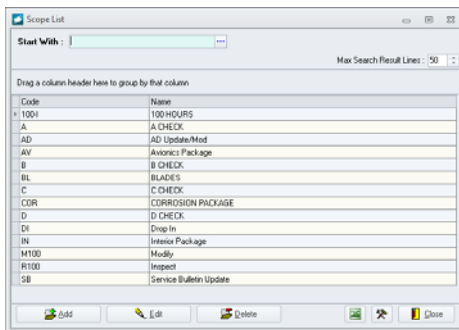 Scope List
Start With :
Max Search Result Lines : 50
Drag a column header here to group by that column
Code Name
100-I 100 HOURS
A A CHECK
AD AD Update/Mod
AV Avionics Package
B B CHECK
BL BLADES
C C CHECK
COR CORROSION PACKAGE
D D CHECK
DI Drop In
IN Interior Package
M100 Modify
R100 Inspect
SB Service Bulletin Update
Add Edit Delete Close